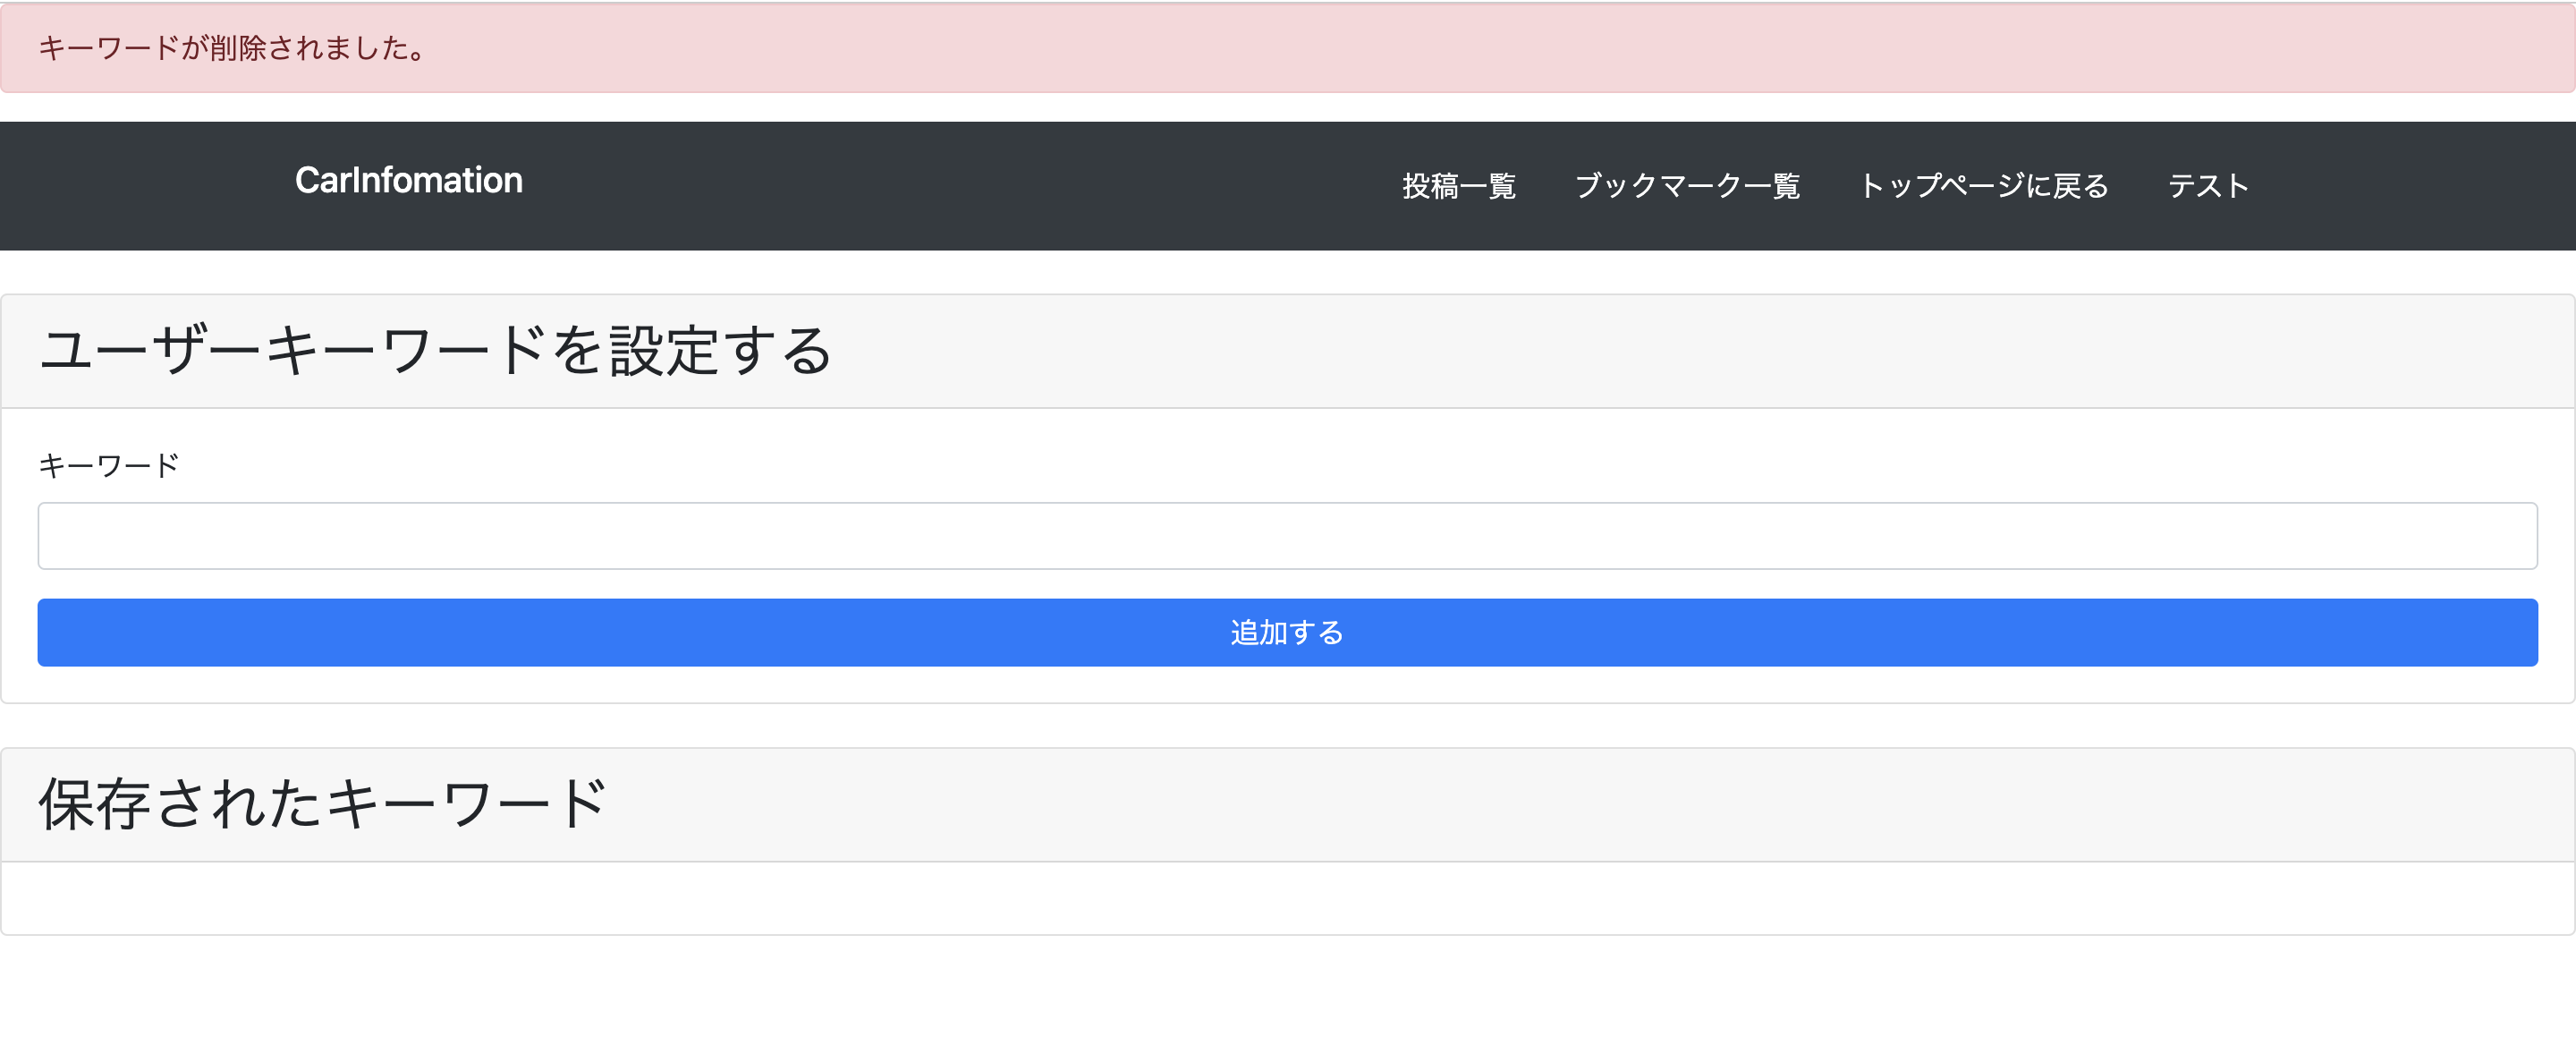 キーワードが削除されました。
CarInfomation 投稿一覧 ブックマーク一覧 トップページに戻る テスト
ユーザーキーワードを設定する
キーワード
追加する
保存されたキーワード